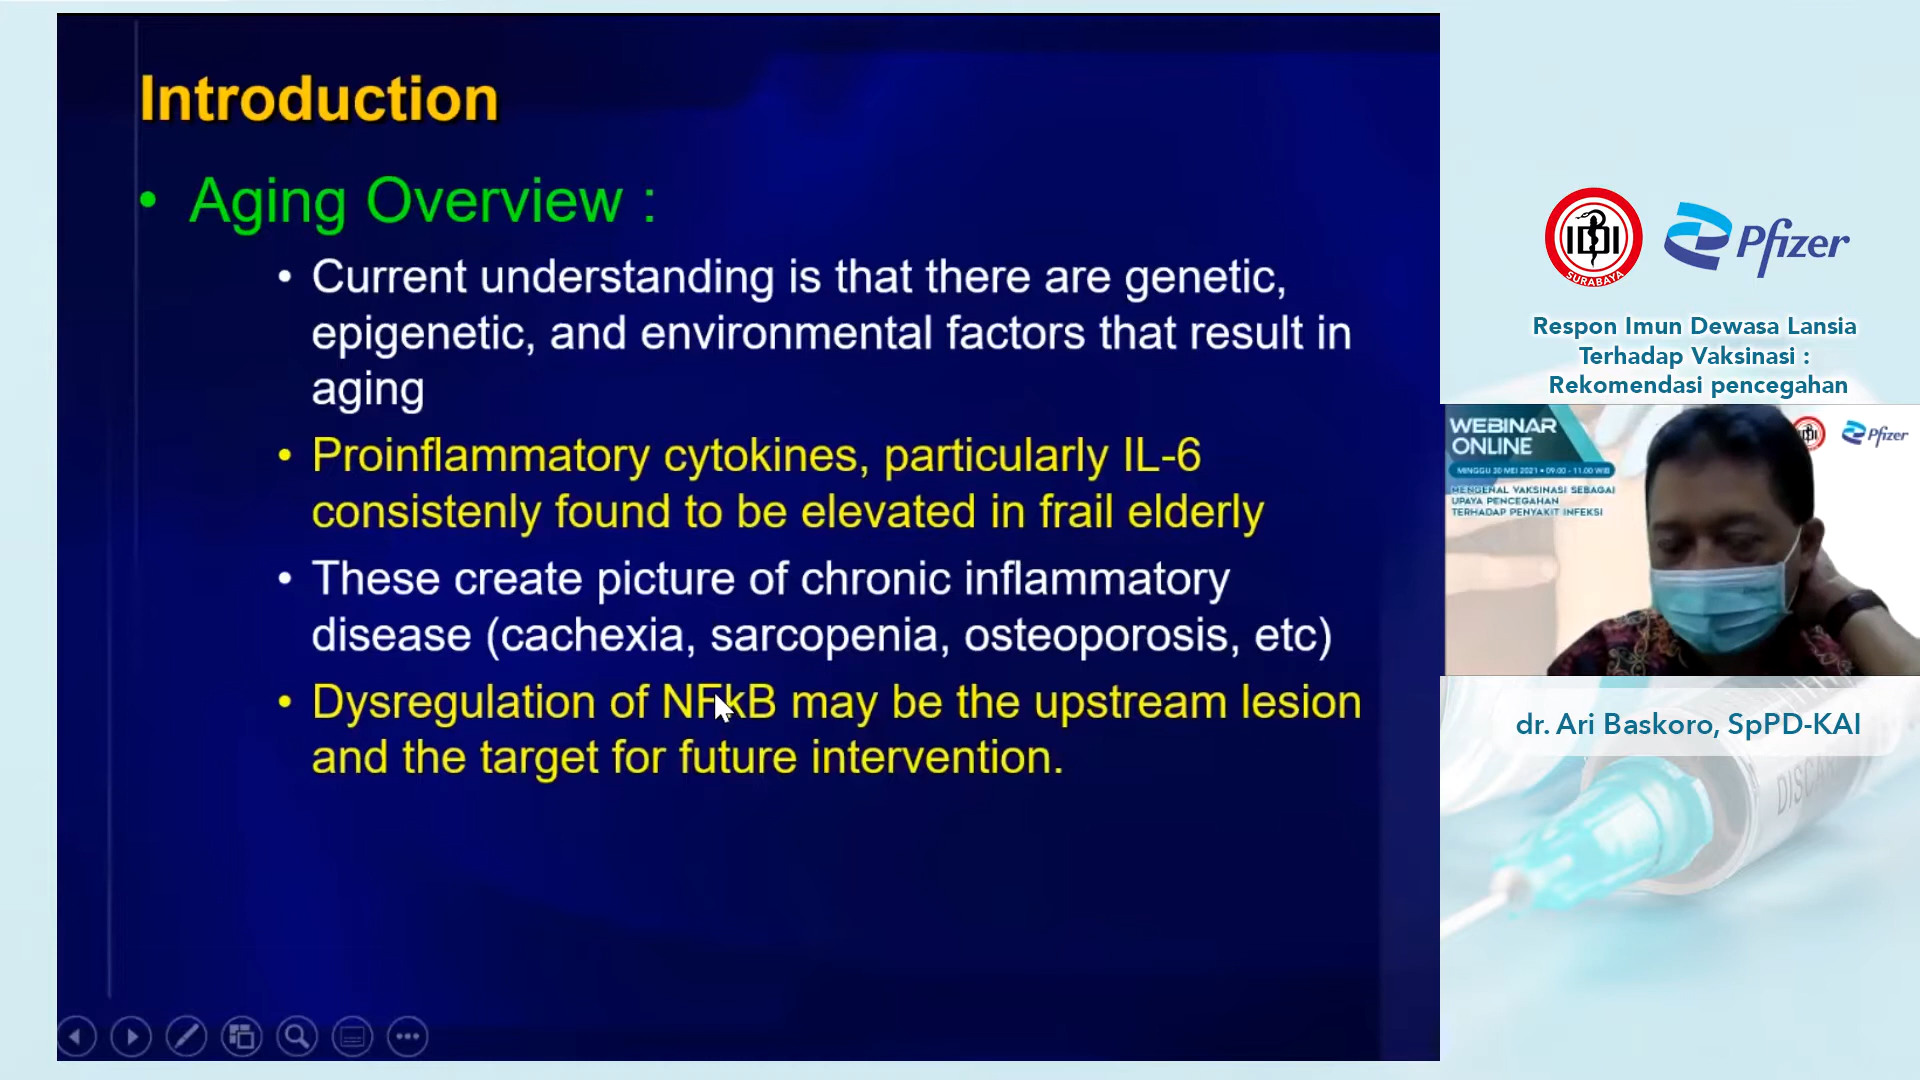 Introduction
• Aging Overview :
• Current understanding is that there are genetic,
epigenetic, and environmental factors that result in
aging
• Proinflammatory cytokines, particularly IL-6
consistenly found to be elevated in frail elderly
• These create picture of chronic inflammatory
disease (cachexia, sarcopenia, osteoporosis, etc)
• Dysregulation of NFkB may be the upstream lesion
and the target for future intervention.
IDI
SURABAYA
Pfizer
Respon Imun Dewasa Lansia
Terhadap Vaksinasi :
Rekomendasi pencegahan
WEBINAR
ONLINE
MINGGU 30 MEI 2021 • 09.00 - 11.00 WIB
MENGENAL VAKSINASI SEBAGAI
UPAYA PENCEGAHAN
TERHADAP PENYAKIT INFEKSI
Pfizer
dr. Ari Baskoro, SpPD-KAI